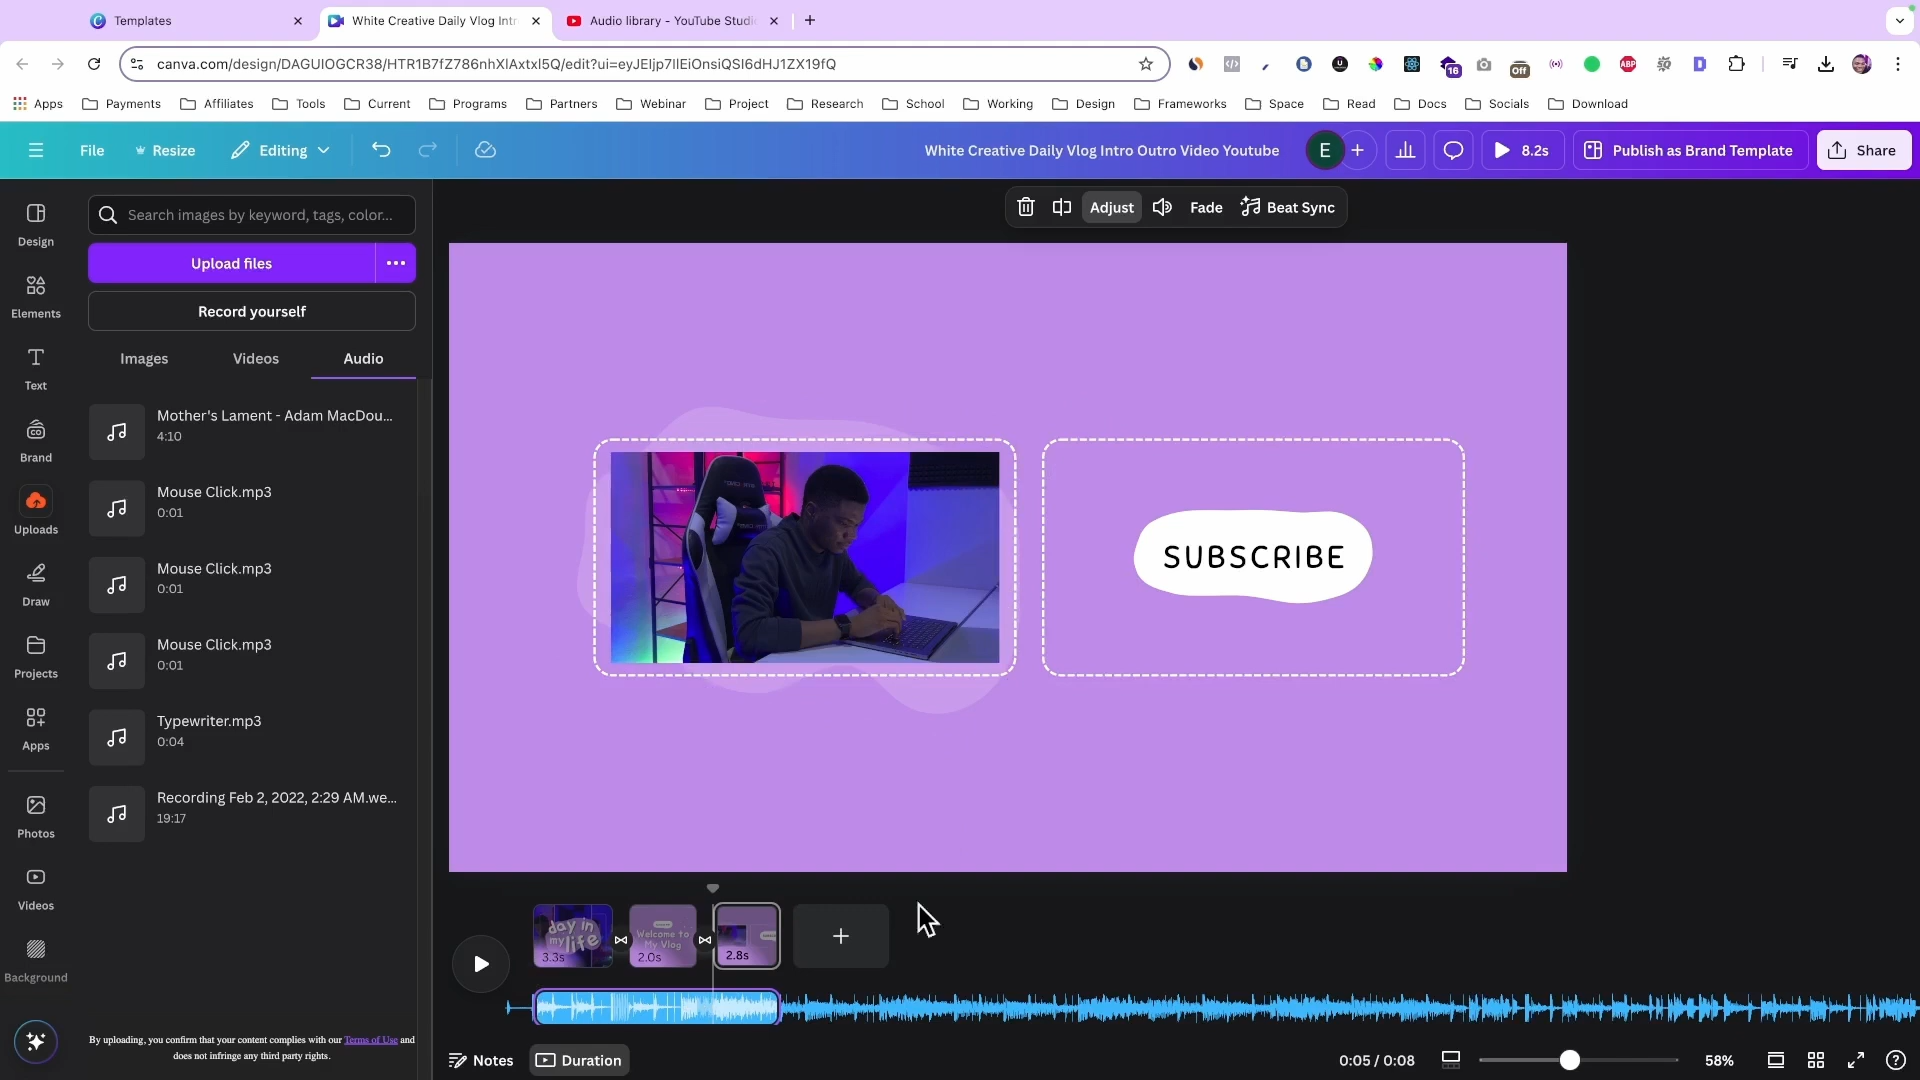 Templates
White Creative Daily Vlog Intr
Audio library - YouTube Studi
canva.com/design/DAGUIOGCR38/HTR1B7fZ786nhXlAxtxl5Q/edit?ui=eyJEIjp7IlEiOnsiQSI6dHJ1ZX19fQ
16
Off
ABP
Apps
Payments
Affiliates
Tools
Current
Programs
Partners
Webinar
Project
Research
School
Working
Design
Frameworks
Space
Read
Docs
Socials
Download
File
Resize
Editing
White Creative Daily Vlog Intro Outro Video Youtube
E
8.2s
Publish as Brand Template
Share
Adjust
Fade
Beat Sync
Design
Elements
Text
Brand
Uploads
Draw
Projects
Apps
Photos
Videos
Background
Search images by keyword, tags, color...
Upload files
Record yourself
Images
Videos
Audio
Mother's Lament - Adam MacDou...
4:10
Mouse Click.mp3
0:01
Mouse Click.mp3
0:01
Mouse Click.mp3
0:01
Typewriter.mp3
0:04
Recording Feb 2, 2022, 2:29 AM.we...
19:17
By uploading, you confirm that your content complies with our Terms of Use and
does not infringe any third party rights.
SUBSCRIBE
day in
my life
3.3s
Welcome to
My Vlog
2.0s
2.8s
Notes
Duration
0:05 / 0:08
58%